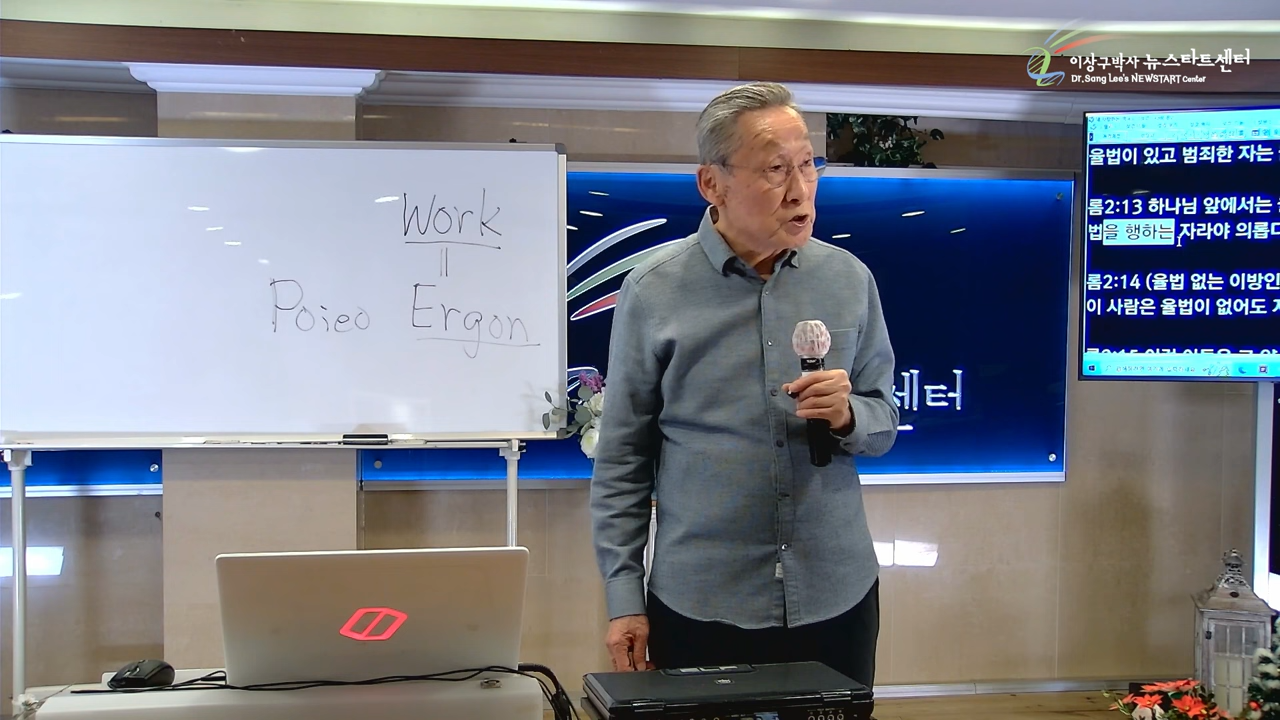 이상구박사 뉴스타트센터
Dr. Sang Lee's NEWSTART Center
Work
=
Poieo Ergon
센터
율법이 있고 범죄한 자는
롬2:13 하나님 앞에서는
법을 행하는 자라야 의롭
롬2:14 (율법 없는 이방인
이 사람은 율법이 없어도